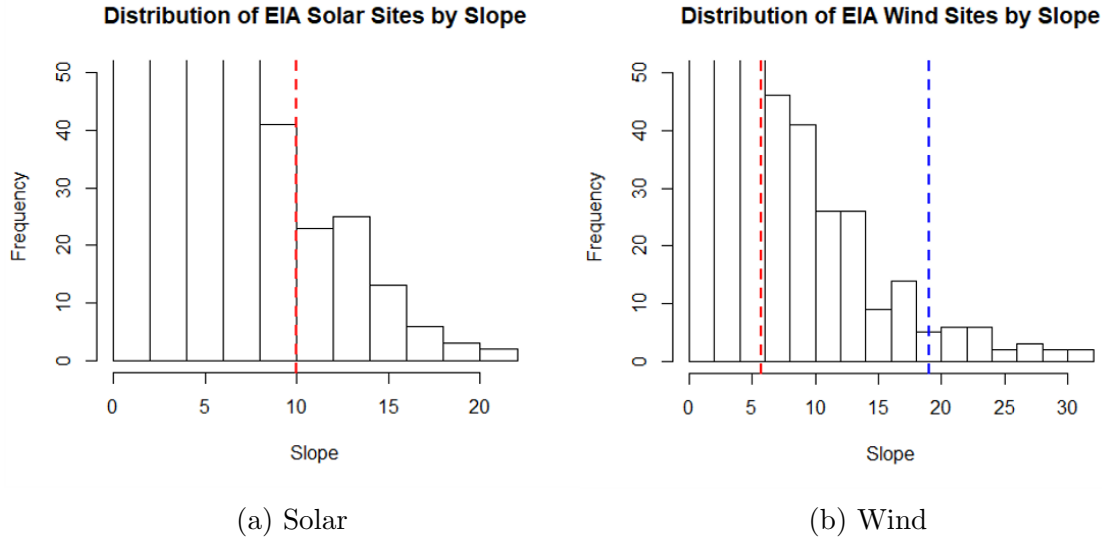 Distribution of EIA Solar Sites by Slope
50
40
30
20
10
0
Frequency
0 5 10 15 20
Slope
(a) Solar
Distribution of EIA Wind Sites by Slope
50
40
30
20
10
0
Frequency
0 5 10 15 20 25 30
Slope
(b) Wind